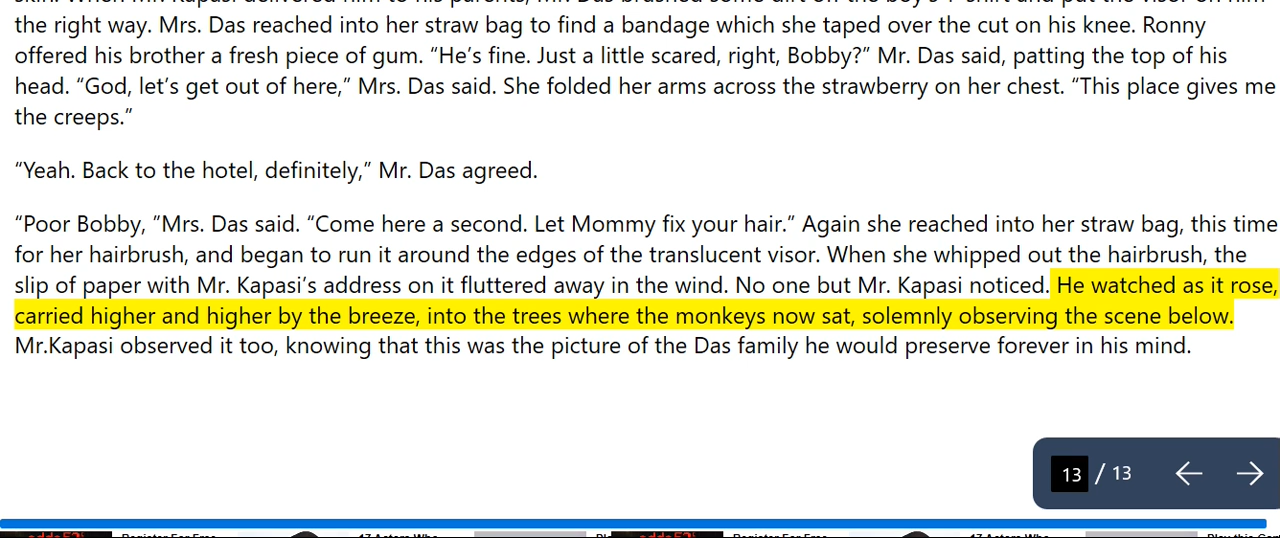 the right way. Mrs. Das reached into her straw bag to find a bandage which she taped over the cut on his knee. Ronny
offered his brother a fresh piece of gum. “He’s fine. Just a little scared, right, Bobby?” Mr. Das said, patting the top of his
head. “God, let’s get out of here,” Mrs. Das said. She folded her arms across the strawberry on her chest. “This place gives me
the creeps.”
“Yeah. Back to the hotel, definitely,” Mr. Das agreed.
“Poor Bobby, ”Mrs. Das said. “Come here a second. Let Mommy fix your hair.” Again she reached into her straw bag, this time
for her hairbrush, and began to run it around the edges of the translucent visor. When she whipped out the hairbrush, the
slip of paper with Mr. Kapasi’s address on it fluttered away in the wind. No one but Mr. Kapasi noticed. He watched as it rose,
carried higher and higher by the breeze, into the trees where the monkeys now sat, solemnly observing the scene below.
Mr.Kapasi observed it too, knowing that this was the picture of the Das family he would preserve forever in his mind.
13 / 13